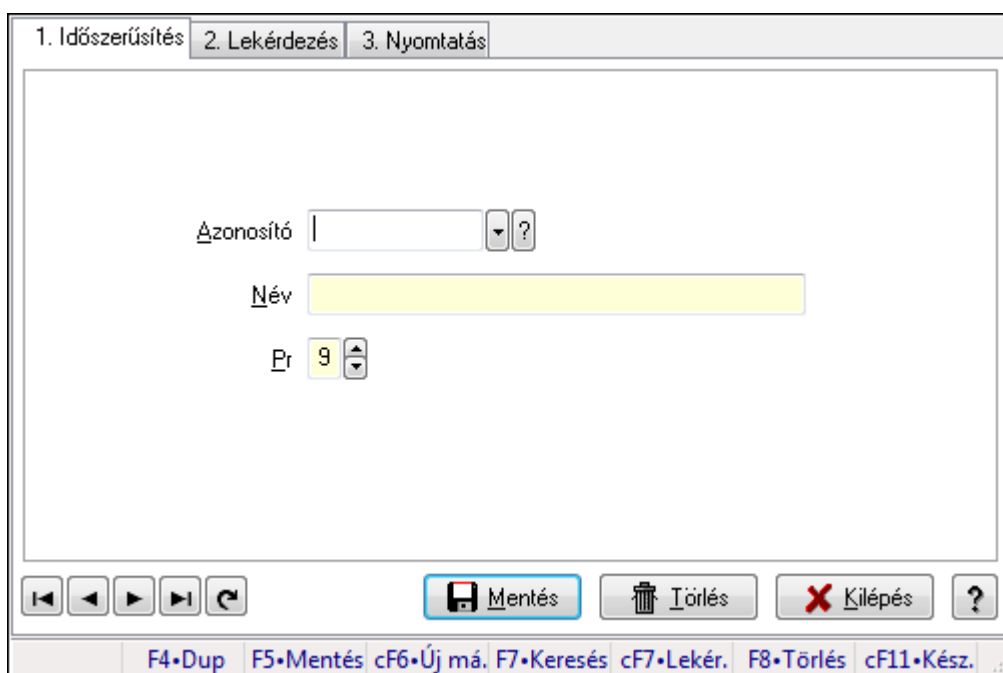 1. Időszerűsítés 2. Lekérdezés 3. Nyomtatás
Azonosító ?
Név
Pr 9
Mentés Törlés Kilépés ?
F4•Dup F5•Mentés cF6•Új má. F7•Keresés cF7•Lekér. F8•Törlés cF11•Kész.